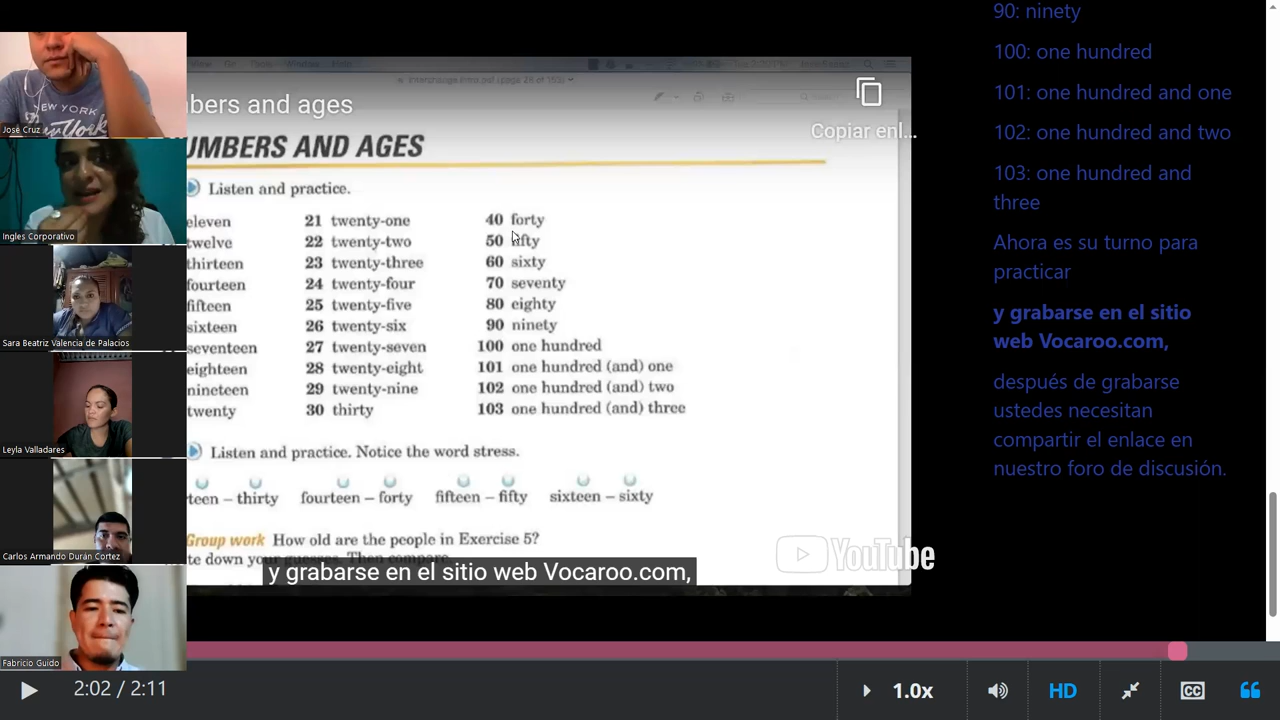 José Cruz
NEW YORK
Ingles Corporativo
Sara Beatriz Valencia de Palacios
Leyla Valladares
Carlos Armando Durán Cortez
Fabricio Guido
bers and ages
Copiar enl...
UMBERS AND AGES
Listen and practice.
eleven
twelve
thirteen
fourteen
fifteen
sixteen
seventeen
eighteen
nineteen
twenty
21 twenty-one
22 twenty-two
23 twenty-three
24 twenty-four
25 twenty-five
26 twenty-six
27 twenty-seven
28 twenty-eight
29 twenty-nine
30 thirty
40 forty
50 fifty
60 sixty
70 seventy
80 eighty
90 ninety
100 one hundred
101 one hundred (and) one
102 one hundred (and) two
103 one hundred (and) three
Listen and practice. Notice the word stress.
teen – thirty fourteen – forty fifteen – fifty sixteen – sixty
Group work How old are the people in Exercise 5?
te down your guesses. Then compare.
y grabarse en el sitio web Vocaroo.com,
YouTube
90: ninety
100: one hundred
101: one hundred and one
102: one hundred and two
103: one hundred and
three
Ahora es su turno para
practicar
y grabarse en el sitio
web Vocaroo.com,
después de grabarse
ustedes necesitan
compartir el enlace en
nuestro foro de discusión.
2:02 / 2:11
1.0x
HD
CC